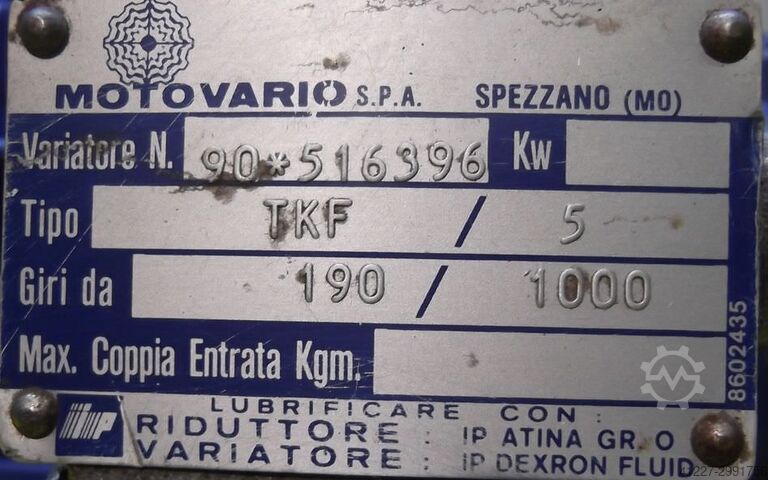 MOTOVARIO S.P.A. SPEZZANO (MO)
Variatore N. 90*516396 Kw
Tipo TKF / 5
Giri da 190 / 1000
Max. Coppia Entrata Kgm.
8602435
IP LUBRIFICARE CON :
RIDUTTORE : IP ATINA GR. O
VARIATORE : IP DEXRON FLUID